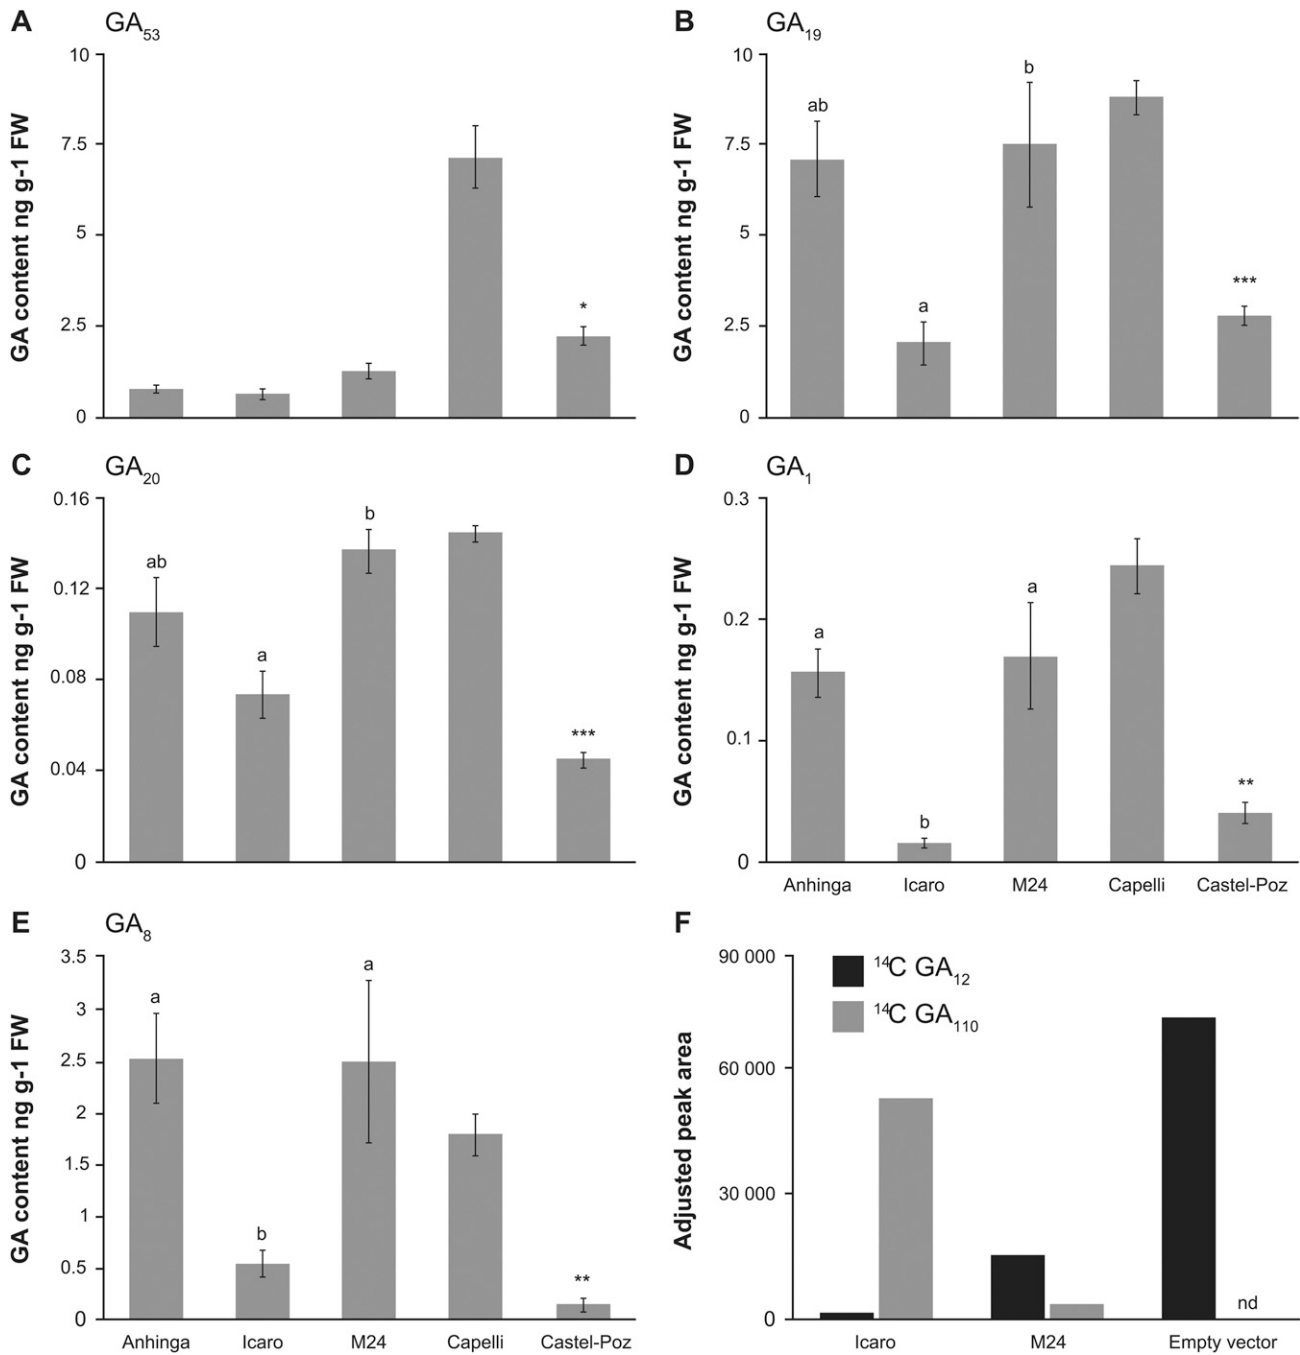 A GA53
GA content ng g-1 FW
10
7.5
5
2.5
0
*
B GA19
GA content ng g-1 FW
10
7.5
5
2.5
0
ab
a
b
***
C GA20
GA content ng g-1 FW
0.16
0.12
0.08
0.04
0
ab
a
b
***
D GA1
GA content ng g-1 FW
0.3
0.2
0.1
0
a
b
a
**
Anhinga Icaro M24 Capelli Castel-Poz
E GA8
GA content ng g-1 FW
3.5
3
2.5
2
1.5
1
0.5
0
a
b
a
**
Anhinga Icaro M24 Capelli Castel-Poz
F
Adjusted peak area
90 000
60 000
30 000
0
14C GA12
14C GA110
nd
Icaro M24 Empty vector